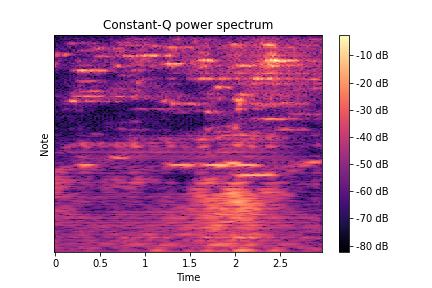 Constant-Q power spectrum
Note
-10 dB
-20 dB
-30 dB
-40 dB
-50 dB
-60 dB
-70 dB
-80 dB
0
0.5
1
1.5
2
2.5
Time